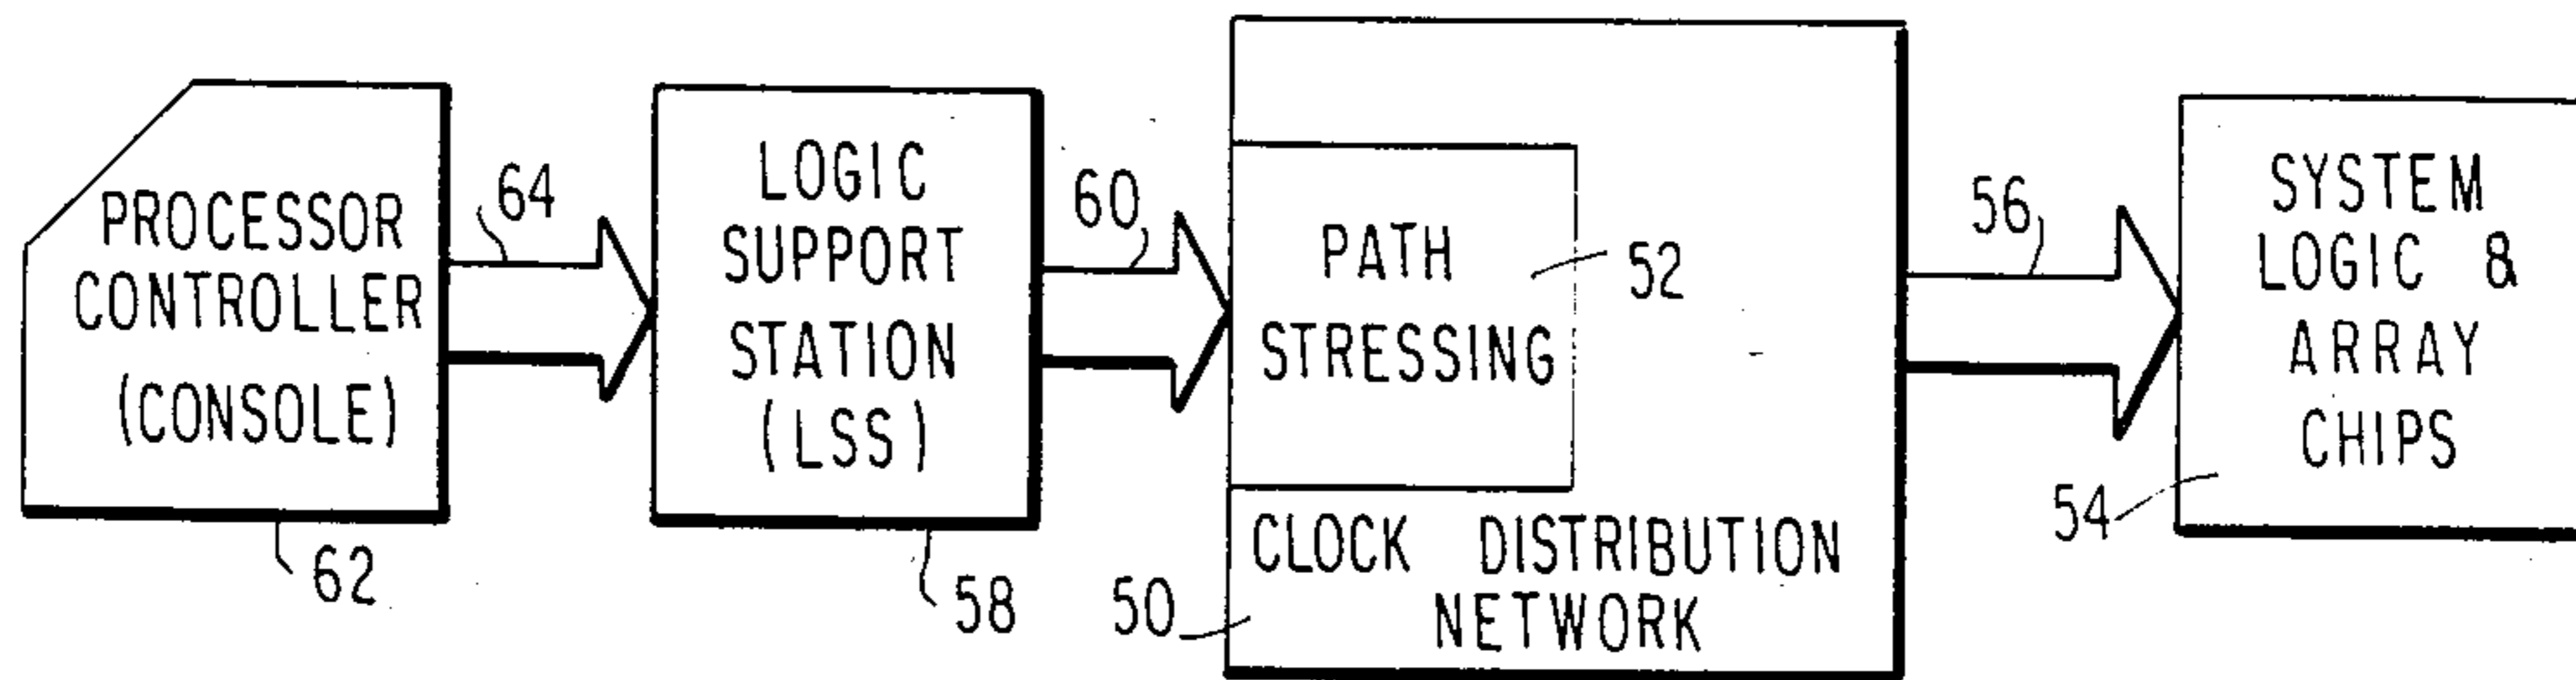 PROCESSOR
CONTROLLER
(CONSOLE)
62
64
LOGIC
SUPPORT
STATION
(LSS)
58
60
PATH
STRESSING
52
CLOCK DISTRIBUTION
NETWORK
50
56
SYSTEM
LOGIC &
ARRAY
CHIPS
54